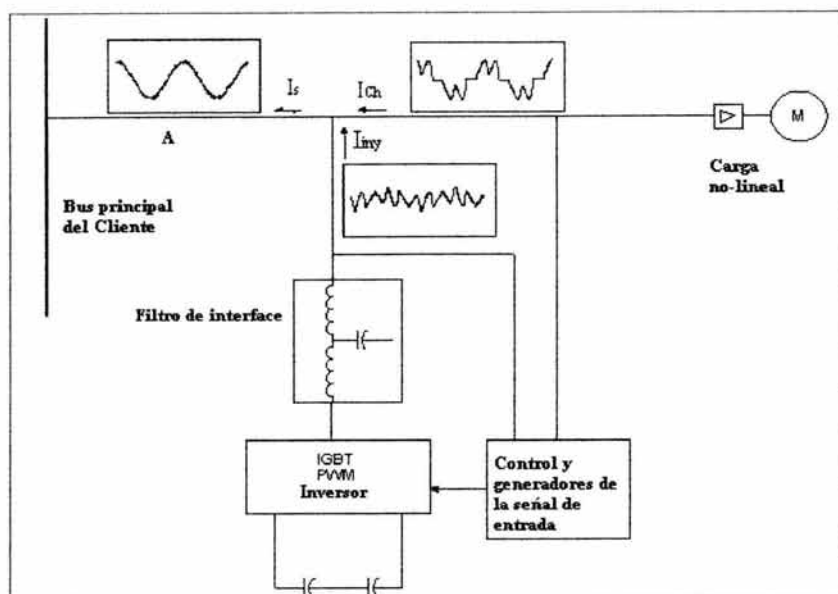 Is
ICh
M
A
Iiny
Carga
no-lineal
Bus principal
del Cliente
Filtro de interface
IGBT
PWM
Inversor
Control y
generadores de
la señal de
entrada